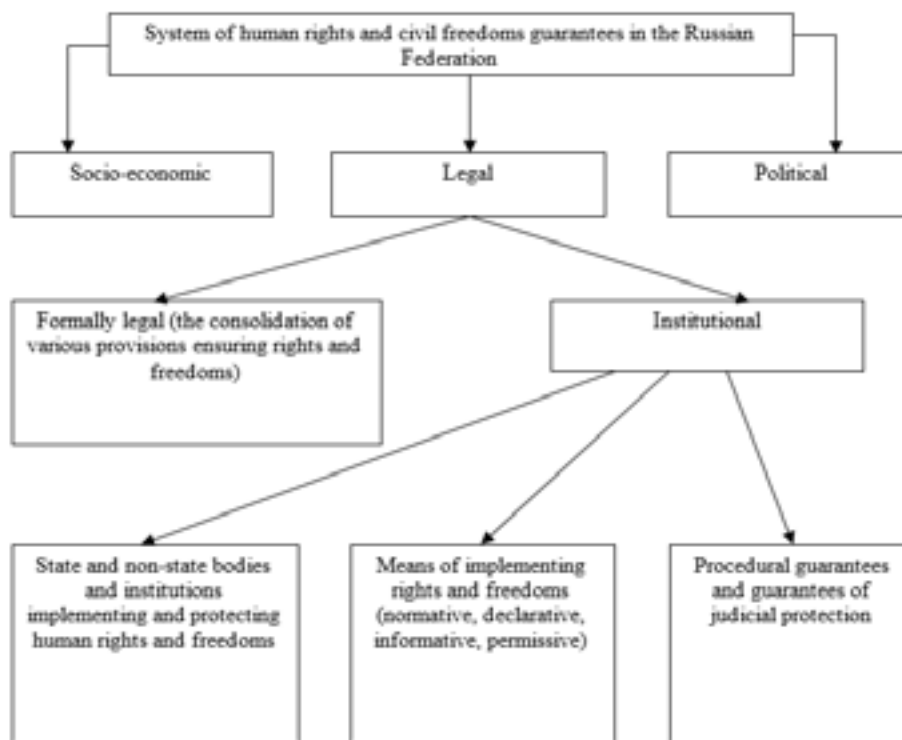 System of human rights and civil freedoms guarantees in the Russian
Federation
Socio-economic
Legal
Political
Formally legal (the consolidation of
various provisions ensuring rights and
freedoms)
Institutional
State and non-state bodies
and institutions
implementing and protecting
human rights and freedoms
Means of implementing
rights and freedoms
(normative, declarative,
informative, permissive)
Procedural guarantees
and guarantees of
judicial protection